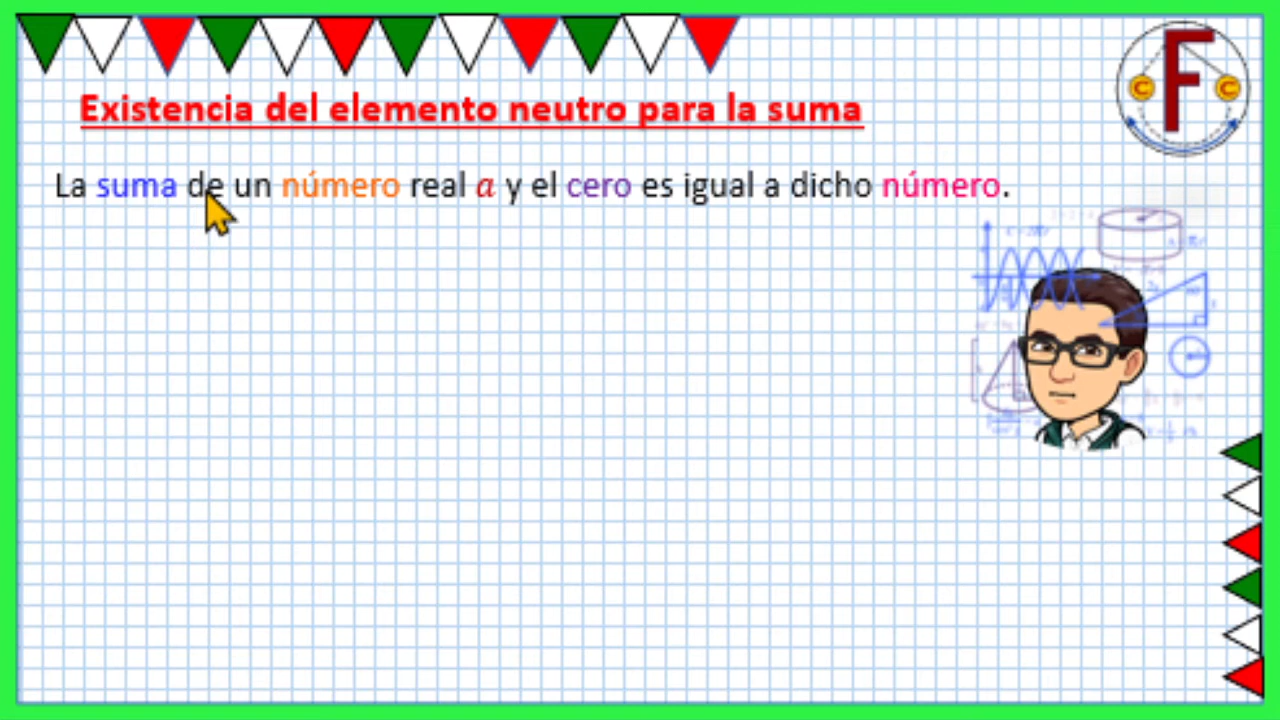 Existencia del elemento neutro para la suma
La suma de un número real a y el cero es igual a dicho número.
F
C C